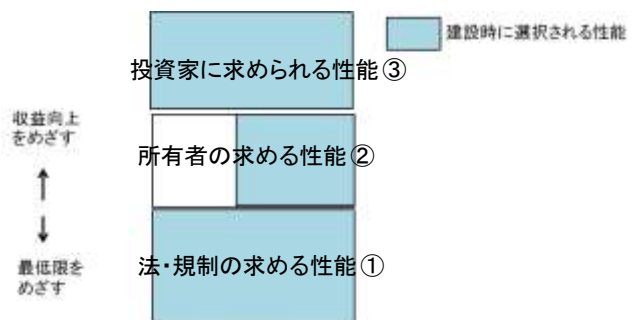 建設時に選択される性能
投資家に求められる性能③
収益向上
をめざす
所有者の求める性能②
最低限を
めざす
法・規制の求める性能①